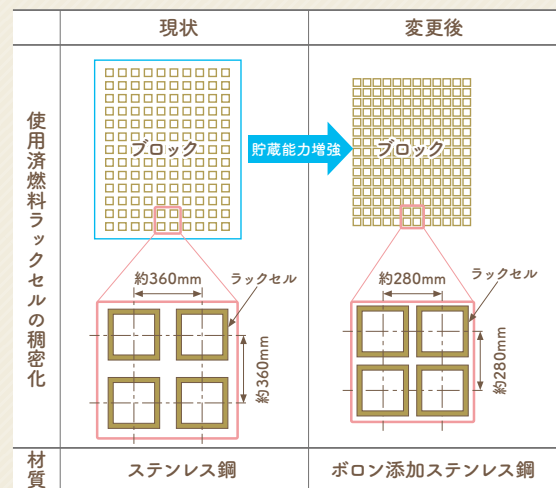 現状
変更後
使用済燃料ラックセルの稠密化
ブロック
貯蔵能力増強
ブロック
約360mm
ラックセル
約360mm
約280mm
ラックセル
約280mm
材質
ステンレス鋼
ボロン添加ステンレス鋼